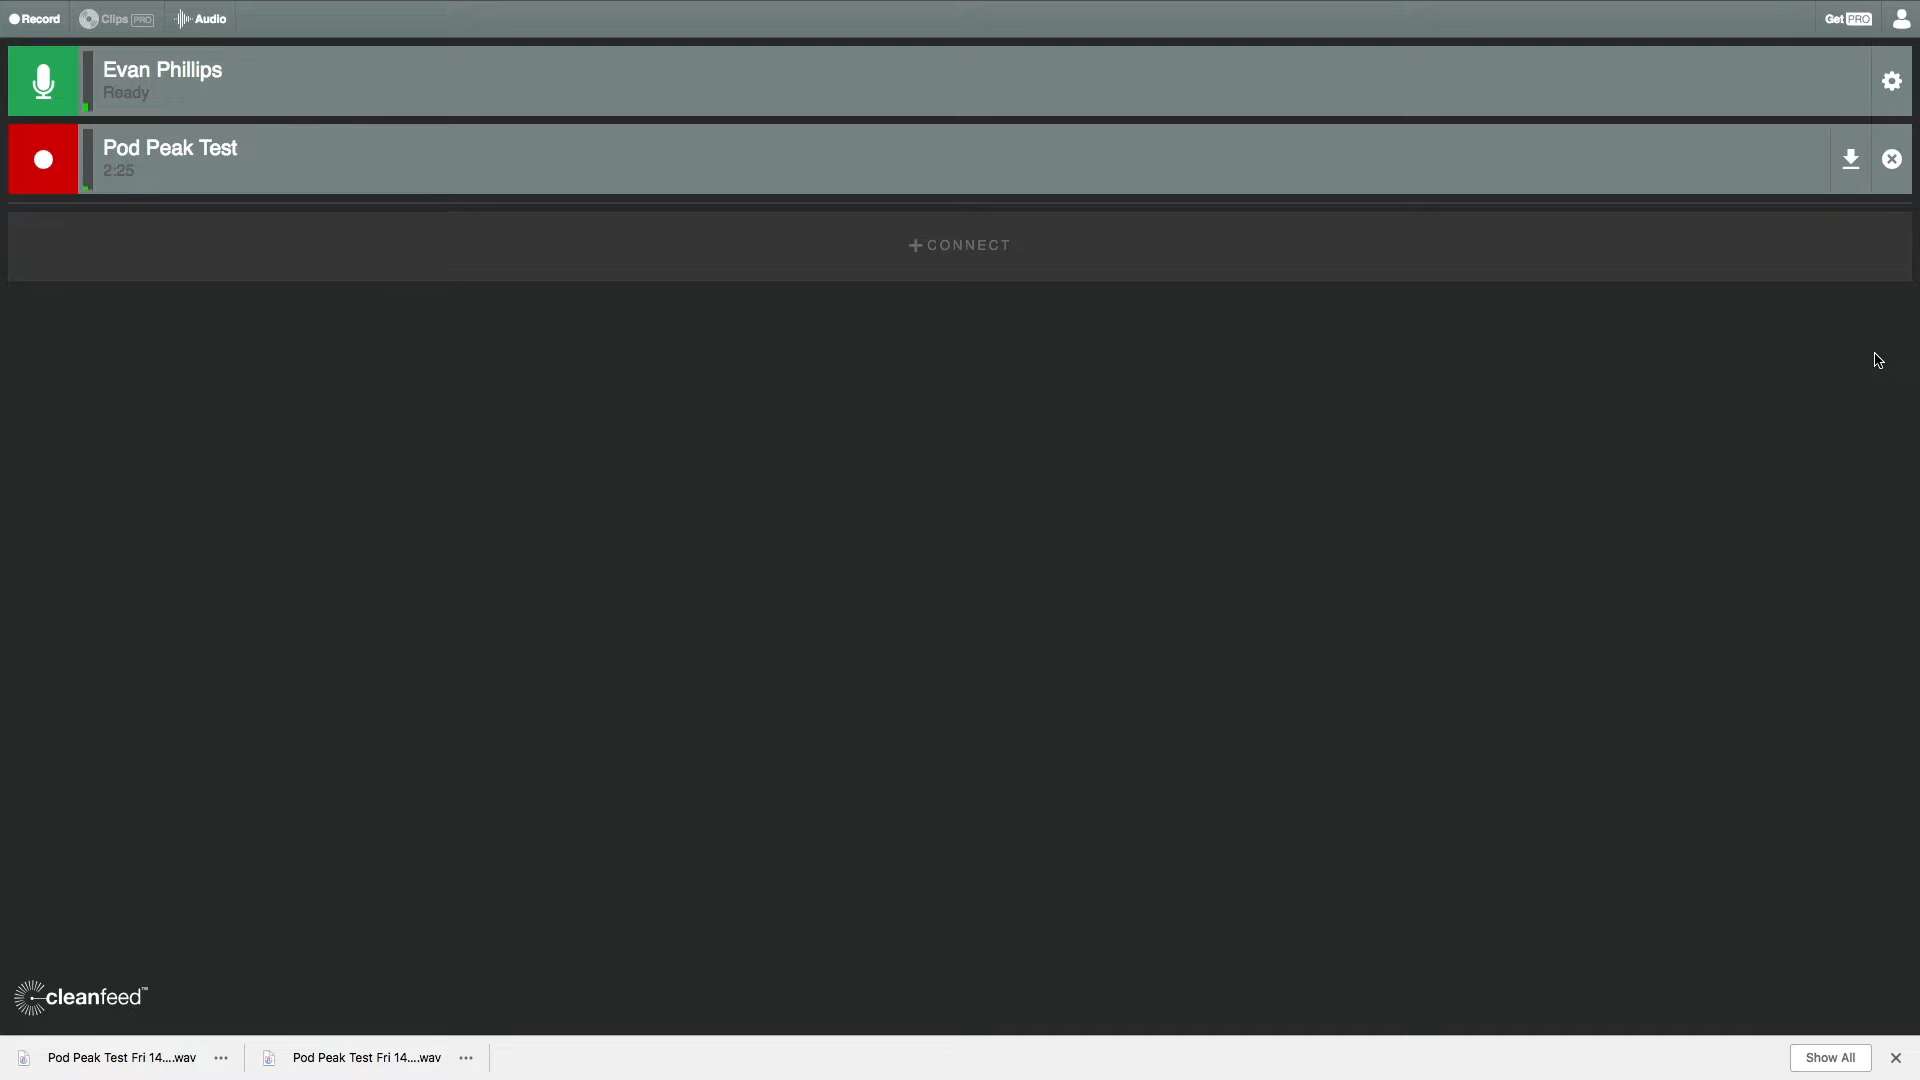 Record
Clips PRO
Audio
Get PRO
Evan Phillips
Ready
Pod Peak Test
2:25
CONNECT
cleanfeed™
Pod Peak Test Fri 14....wav
Pod Peak Test Fri 14....wav
Show All